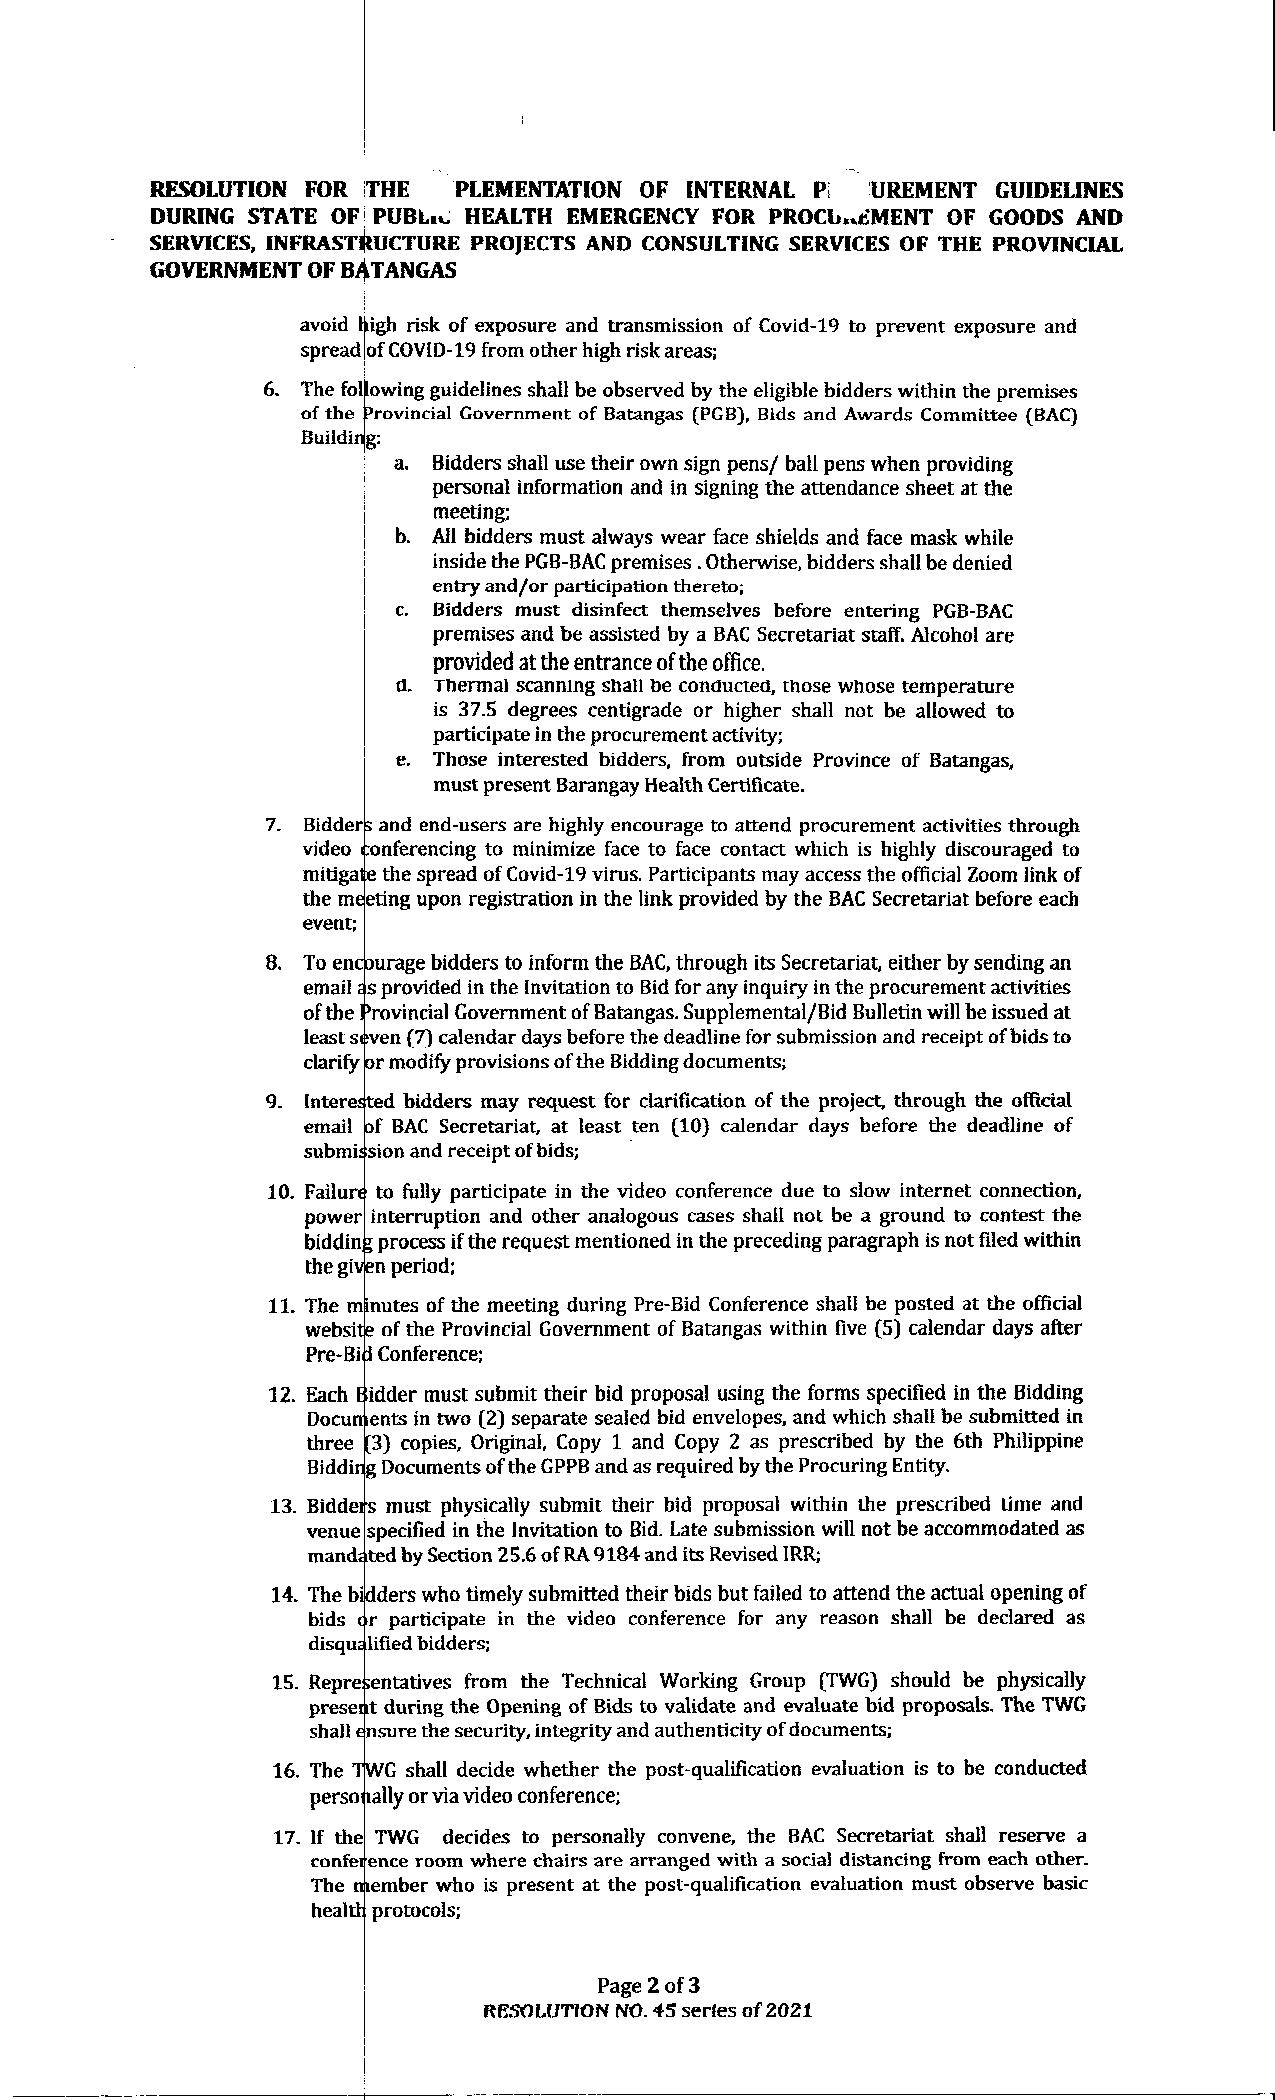 RESOLUTION FOR THE PLEMENTATION OF INTERNAL P UREMENT GUIDELINES
DURING STATE OF PUBLIC HEALTH EMERGENCY FOR PROCUREMENT OF GOODS AND
SERVICES, INFRASTRUCTURE PROJECTS AND CONSULTING SERVICES OF THE PROVINCIAL
GOVERNMENT OF BATANGAS
avoid high risk of exposure and transmission of Covid-19 to prevent exposure and
spread of COVID-19 from other high risk areas;
6. The following guidelines shall be observed by the eligible bidders within the premises
of the Provincial Government of Batangas (PGB), Bids and Awards Committee (BAC)
Building:
a. Bidders shall use their own sign pens/ ball pens when providing
personal information and in signing the attendance sheet at the
meeting;
b. All bidders must always wear face shields and face mask while
inside the PGB-BAC premises . Otherwise, bidders shall be denied
entry and/or participation thereto;
c. Bidders must disinfect themselves before entering PGB-BAC
premises and be assisted by a BAC Secretariat staff. Alcohol are
provided at the entrance of the office.
d. Thermal scanning shall be conducted, those whose temperature
is 37.5 degrees centigrade or higher shall not be allowed to
participate in the procurement activity;
e. Those interested bidders, from outside Province of Batangas,
must present Barangay Health Certificate.
7. Bidders and end-users are highly encourage to attend procurement activities through
video conferencing to minimize face to face contact which is highly discouraged to
mitigate the spread of Covid-19 virus. Participants may access the official Zoom link of
the meeting upon registration in the link provided by the BAC Secretariat before each
event;
8. To encourage bidders to inform the BAC, through its Secretariat, either by sending an
email as provided in the Invitation to Bid for any inquiry in the procurement activities
of the Provincial Government of Batangas. Supplemental/Bid Bulletin will be issued at
least seven (7) calendar days before the deadline for submission and receipt of bids to
clarify or modify provisions of the Bidding documents;
9. Interested bidders may request for clarification of the project, through the official
email of BAC Secretariat, at least ten (10) calendar days before the deadline of
submission and receipt of bids;
10. Failure to fully participate in the video conference due to slow internet connection,
power interruption and other analogous cases shall not be a ground to contest the
bidding process if the request mentioned in the preceding paragraph is not filed within
the given period;
11. The minutes of the meeting during Pre-Bid Conference shall be posted at the official
website of the Provincial Government of Batangas within five (5) calendar days after
Pre-Bid Conference;
12. Each Bidder must submit their bid proposal using the forms specified in the Bidding
Documents in two (2) separate sealed bid envelopes, and which shall be submitted in
three (3) copies, Original, Copy 1 and Copy 2 as prescribed by the 6th Philippine
Bidding Documents of the GPPB and as required by the Procuring Entity.
13. Bidders must physically submit their bid proposal within the prescribed time and
venue specified in the Invitation to Bid. Late submission will not be accommodated as
mandated by Section 25.6 of RA 9184 and its Revised IRR;
14. The bidders who timely submitted their bids but failed to attend the actual opening of
bids or participate in the video conference for any reason shall be declared as
disqualified bidders;
15. Representatives from the Technical Working Group (TWG) should be physically
present during the Opening of Bids to validate and evaluate bid proposals. The TWG
shall ensure the security, integrity and authenticity of documents;
16. The TWG shall decide whether the post-qualification evaluation is to be conducted
personally or via video conference;
17. If the TWG decides to personally convene, the BAC Secretariat shall reserve a
conference room where chairs are arranged with a social distancing from each other.
The member who is present at the post-qualification evaluation must observe basic
health protocols;
Page 2 of 3
RESOLUTION NO. 45 series of 2021